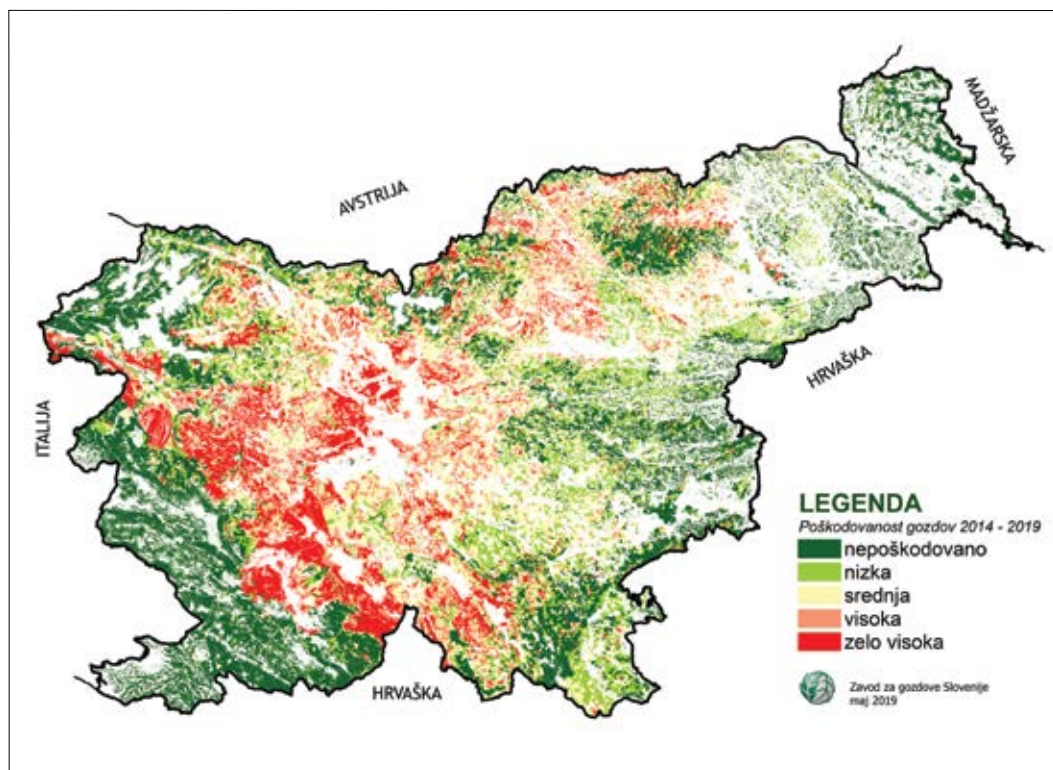 MADŽARSKA
AVSTRIJA
HRVAŠKA
ITALIJA
HRVAŠKA
LEGENDA
Poškodovanost gozdov 2014 - 2019
nepoškodovano
nizka
srednja
visoka
zelo visoka
Zavod za gozdove Slovenije
maj 2019